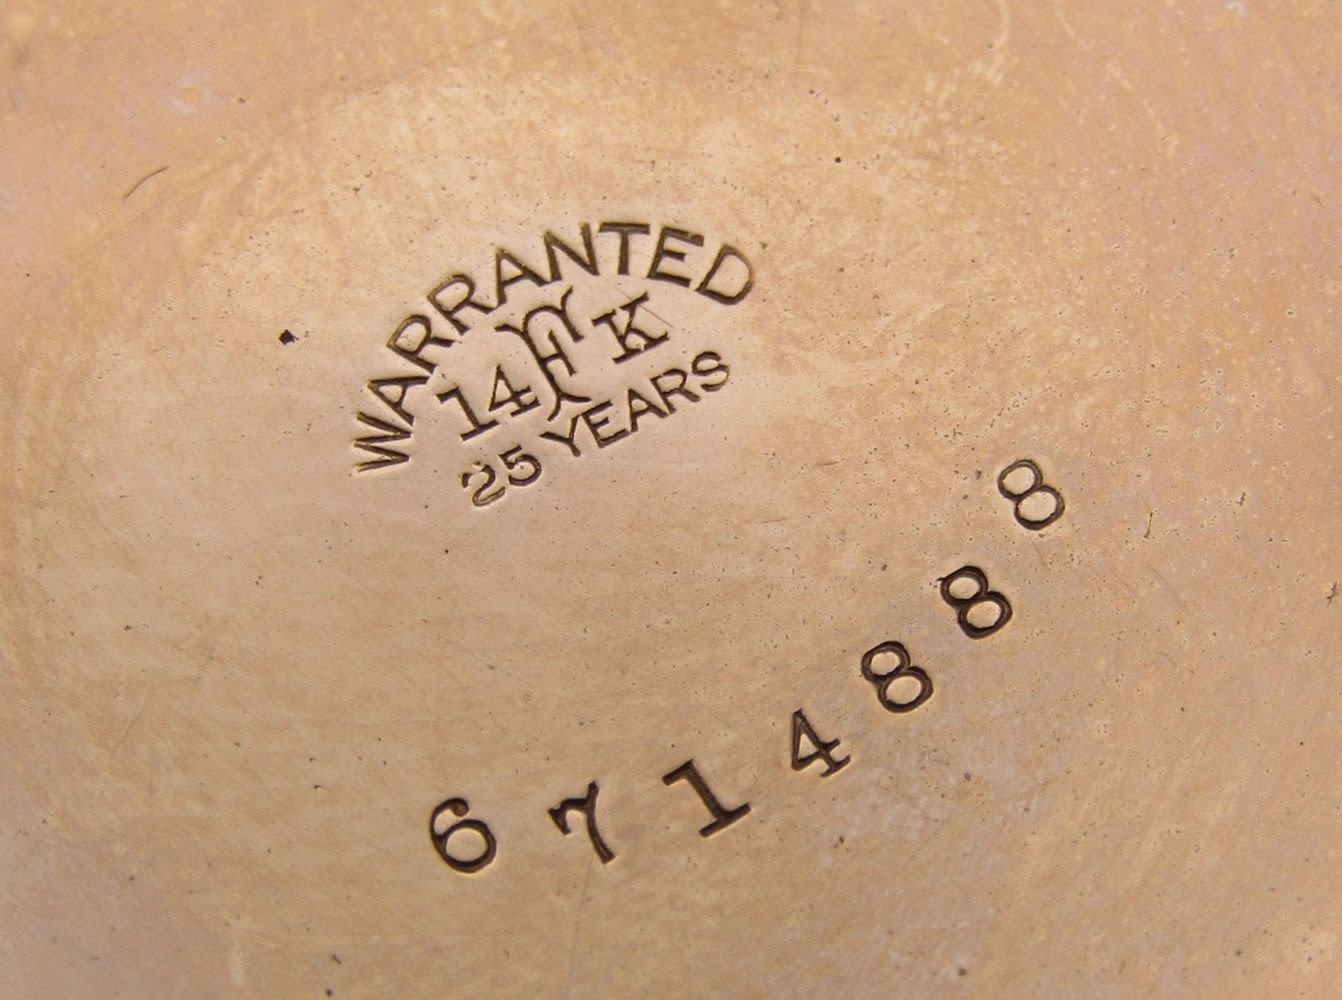 WARRANTED
14 F K
25 YEARS
6714888